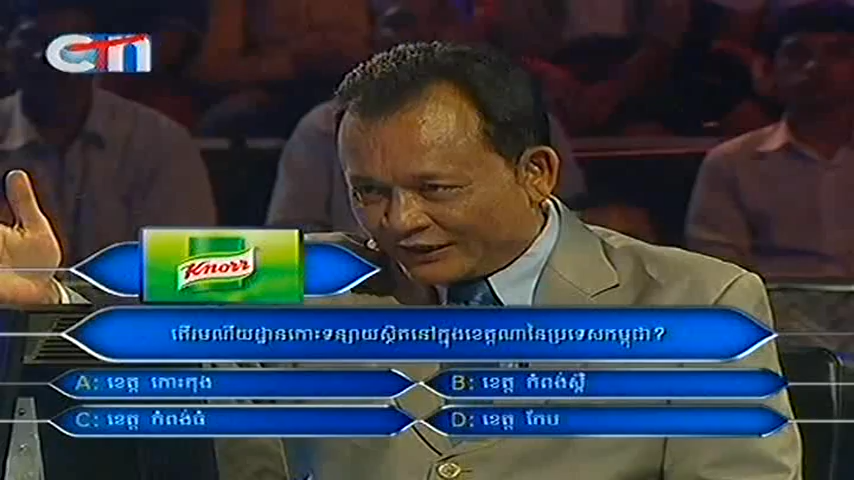 CTN
Knorr
តើរមណីយដ្ឋានកោះទន្សាយស្ថិតនៅក្នុងខេត្តណានៃប្រទេសកម្ពុជា?
A: ខេត្ត កោះកុង
B: ខេត្ត កំពង់ស្ពឺ
C: ខេត្ត កំពង់ធំ
D: ខេត្ត កែប